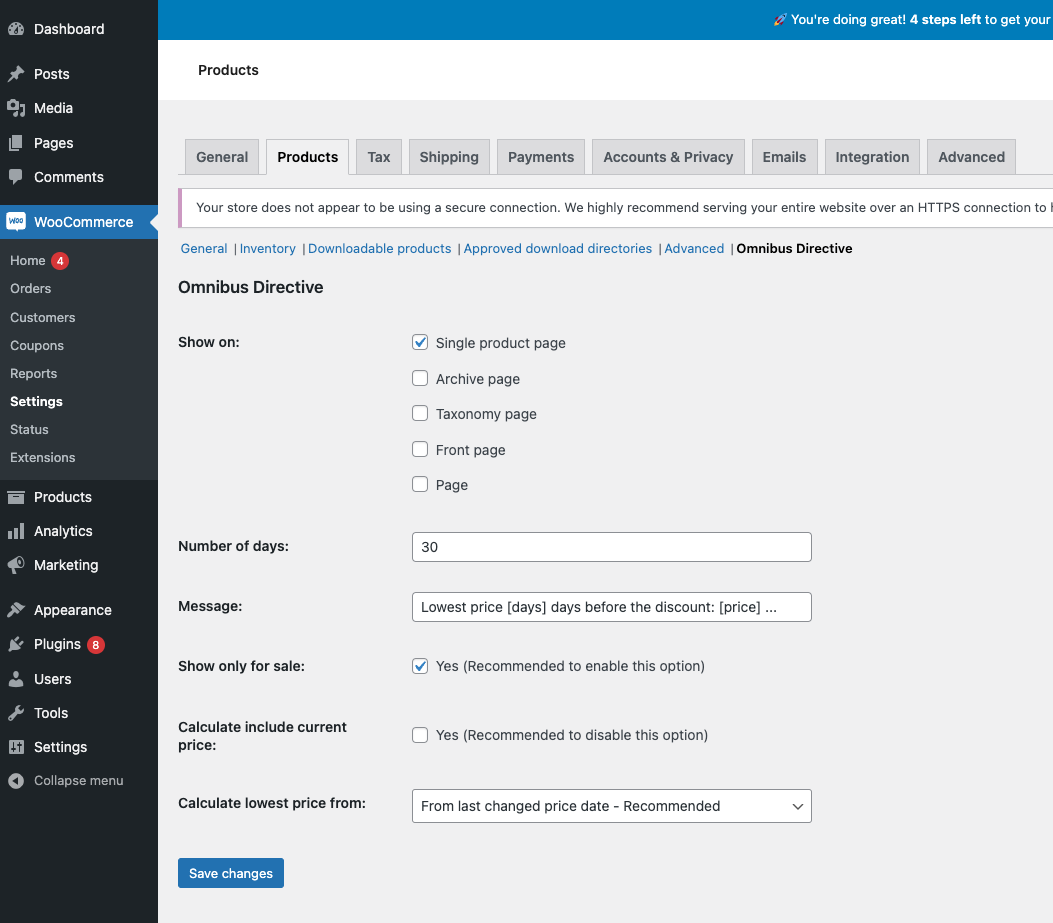 Dashboard
Posts
Media
Pages
Comments
woo WooCommerce
Home 4
Orders
Customers
Coupons
Reports
Settings
Status
Extensions
Products
Analytics
Marketing
Appearance
Plugins 8
Users
Tools
Settings
Collapse menu
🚀 You're doing great! 4 steps left to get your
Products
General Products Tax Shipping Payments Accounts & Privacy Emails Integration Advanced
Your store does not appear to be using a secure connection. We highly recommend serving your entire website over an HTTPS connection to
General | Inventory | Downloadable products | Approved download directories | Advanced | Omnibus Directive
Omnibus Directive
Show on:
Single product page
Archive page
Taxonomy page
Front page
Page
Number of days:
30
Message:
Lowest price [days] days before the discount: [price] ...
Show only for sale:
Yes (Recommended to enable this option)
Calculate include current
price:
Yes (Recommended to disable this option)
Calculate lowest price from:
From last changed price date - Recommended
Save changes